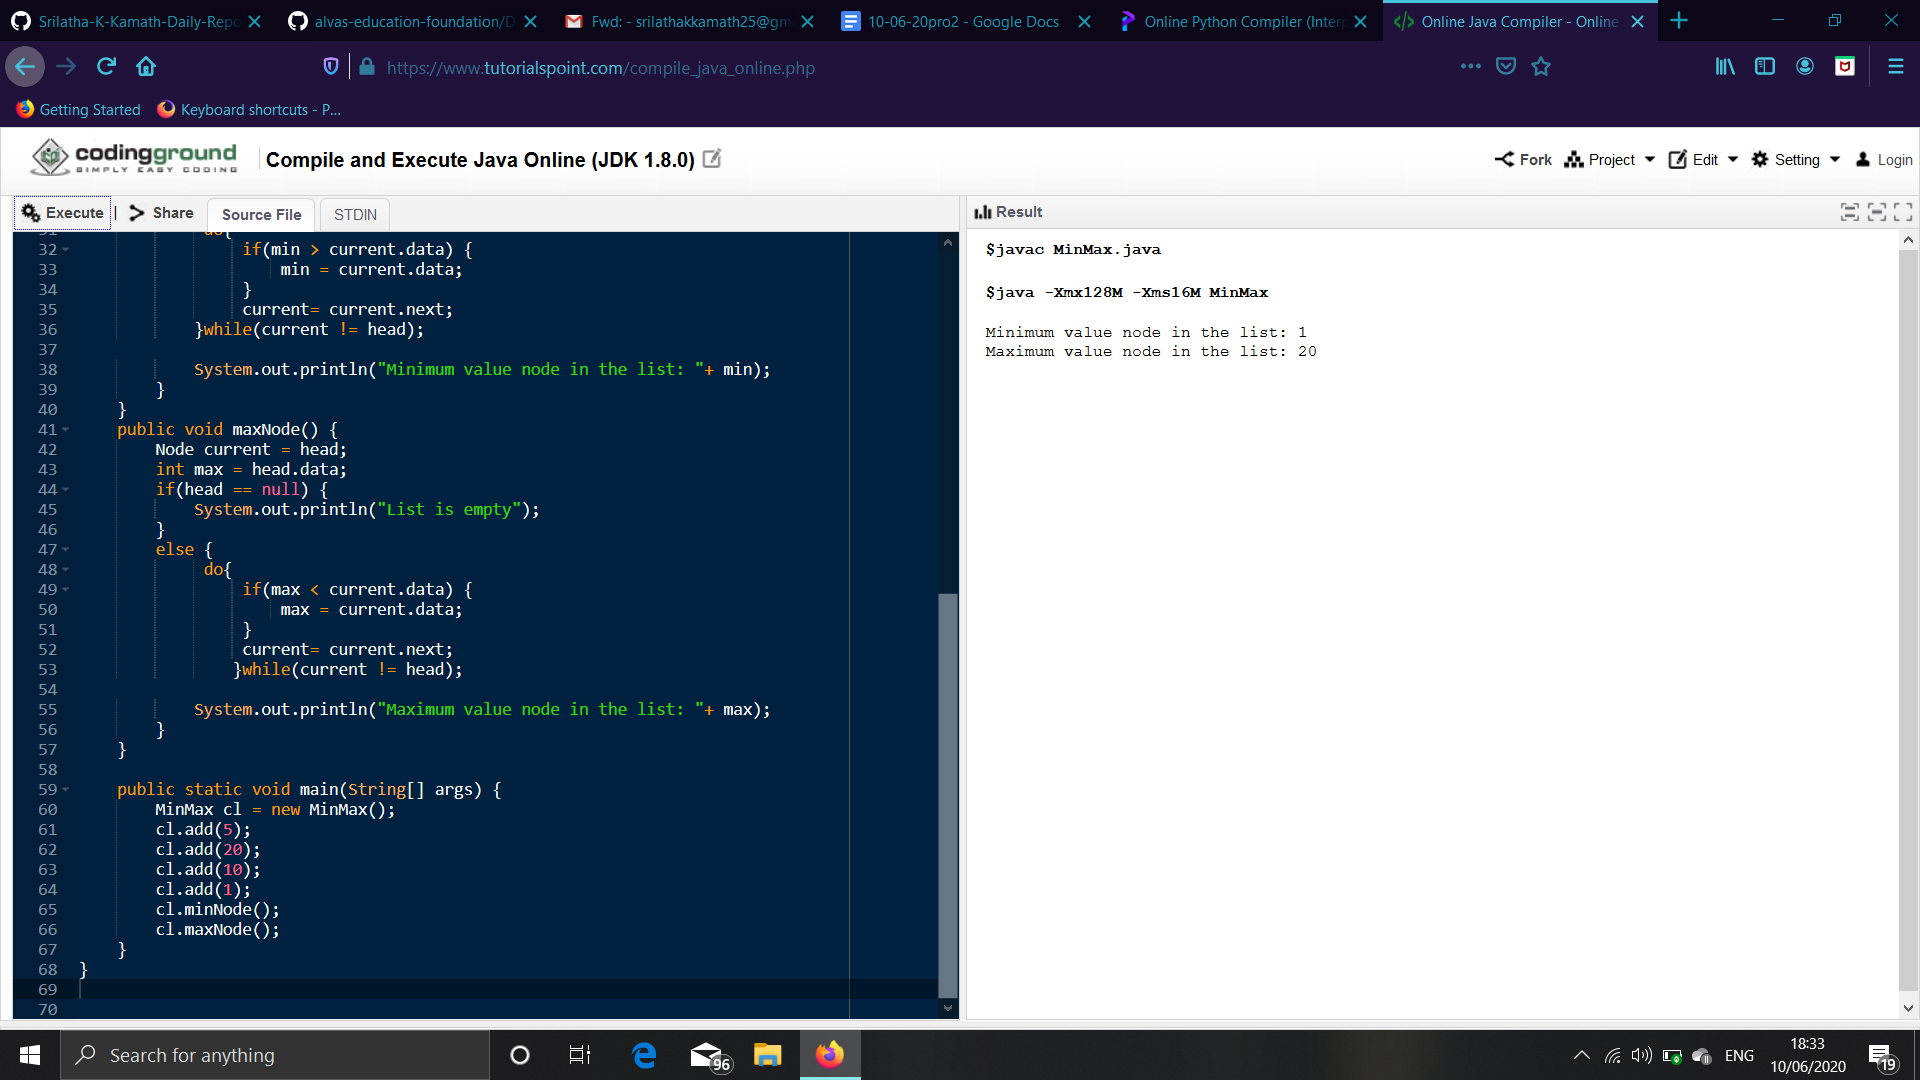 Srilatha-K-Kamath-Daily-Repo
alvas-education-foundation/D
Fwd: - srilathakkamath25@gm
10-06-20pro2 - Google Docs
Online Python Compiler (Interp
Online Java Compiler - Online
https://www.tutorialspoint.com/compile_java_online.php
Getting Started
Keyboard shortcuts - P...
codingground
SIMPLY EASY CODING
Compile and Execute Java Online (JDK 1.8.0)
Fork
Project
Edit
Setting
Login
Execute
|
Share
Source File
STDIN
Result
31 do{
32 if(min > current.data) {
33 min = current.data;
34 }
35 current= current.next;
36 }while(current != head);
37
38 System.out.println("Minimum value node in the list: "+ min);
39 }
40 }
41 public void maxNode() {
42 Node current = head;
43 int max = head.data;
44 if(head == null) {
45 System.out.println("List is empty");
46 }
47 else {
48 do{
49 if(max < current.data) {
50 max = current.data;
51 }
52 current= current.next;
53 }while(current != head);
54
55 System.out.println("Maximum value node in the list: "+ max);
56 }
57 }
58
59 public static void main(String[] args) {
60 MinMax cl = new MinMax();
61 cl.add(5);
62 cl.add(20);
63 cl.add(10);
64 cl.add(1);
65 cl.minNode();
66 cl.maxNode();
67 }
68 }
69
70
$javac MinMax.java
$java -Xmx128M -Xms16M MinMax
Minimum value node in the list: 1
Maximum value node in the list: 20
Search for anything
96
ENG
18:33
10/06/2020
19